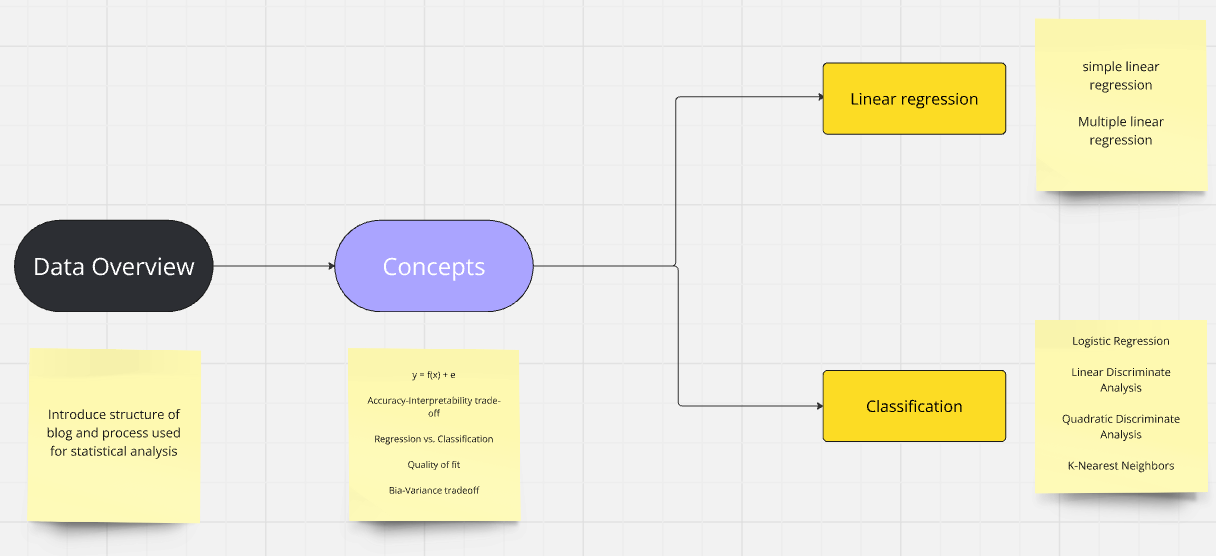 Data Overview
Introduce structure of
blog and process used
for statistical analysis
Concepts
y = f(x) + e
Accuracy-Interpretability trade-
off
Regression vs. Classification
Quality of fit
Bia-Variance tradeoff
Linear regression
simple linear
regression
Multiple linear
regression
Classification
Logistic Regression
Linear Discriminate
Analysis
Quadratic Discriminate
Analysis
K-Nearest Neighbors